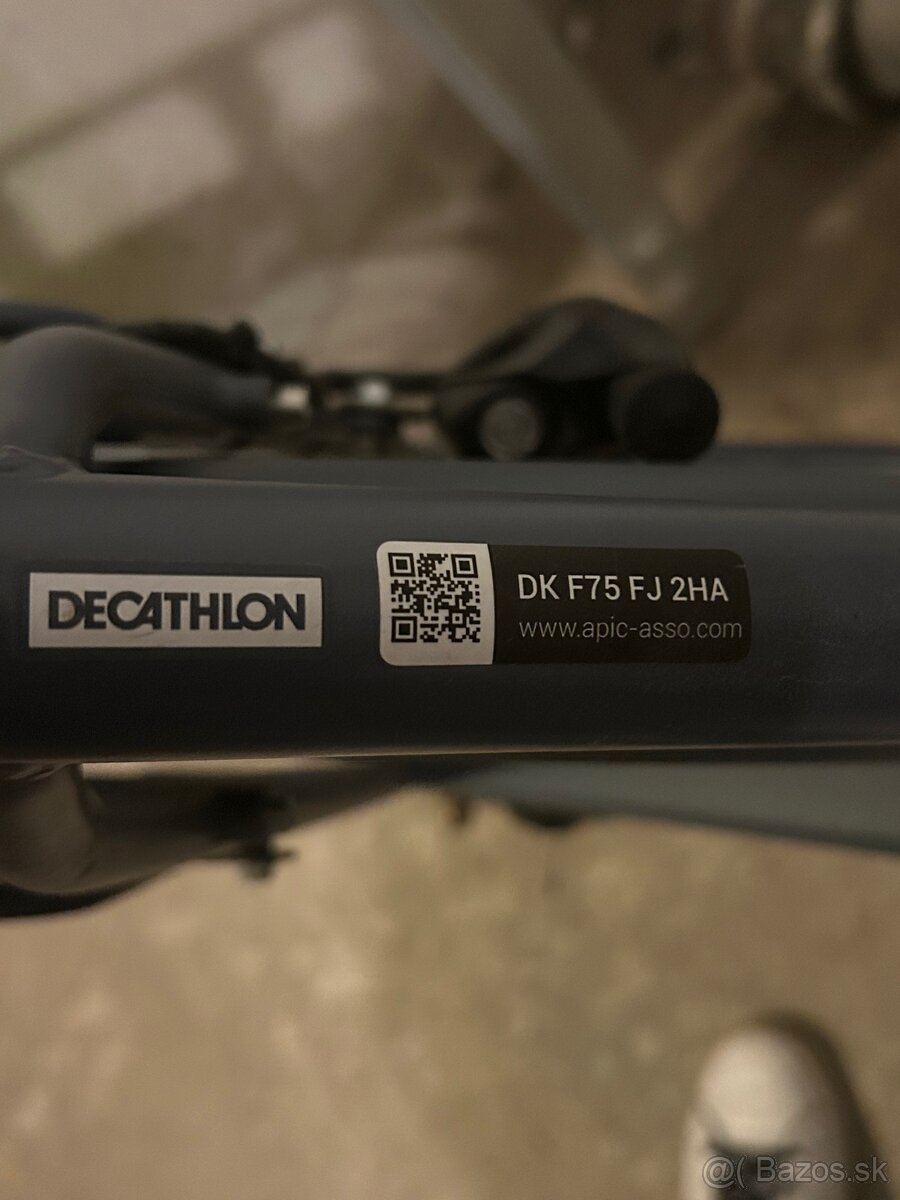 DECATHLON
DK F75 FJ 2HA
www.apic-asso.com
@( Bazos.sk